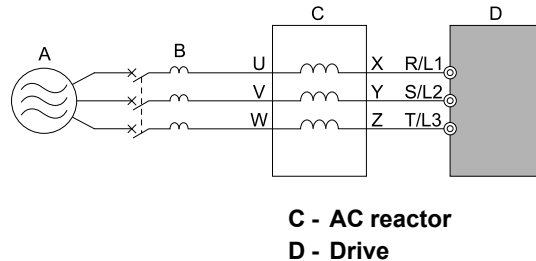 C D
A B
U X R/L1
V Y S/L2
W Z T/L3
C - AC reactor
D - Drive